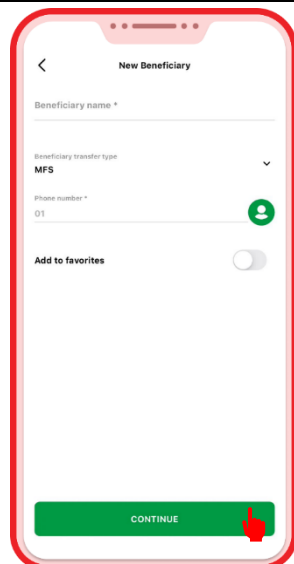 New Beneficiary
Beneficiary name *
Beneficiary transfer type
MFS
Phone number *
01
Add to favorites
CONTINUE